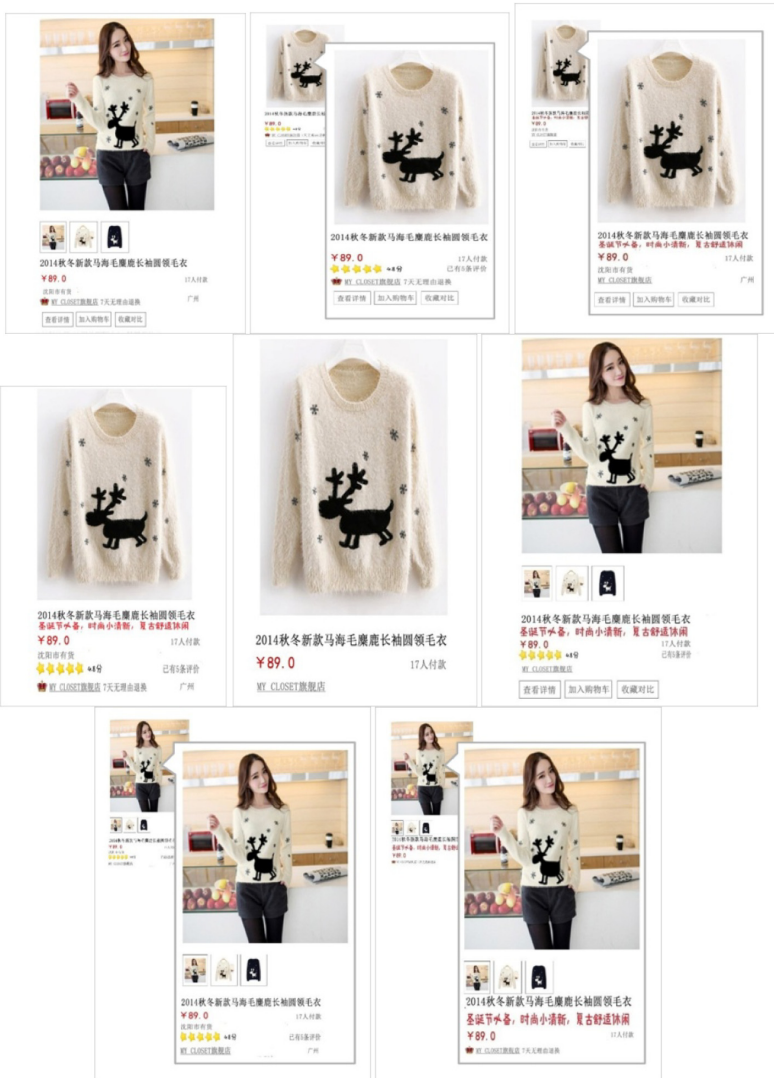 2014秋冬新款马海毛麋鹿长袖圆领毛衣
￥89.0 17人付款
沈阳市有货
MY CLOSET旗舰店 7天无理由退换 广州
查看详情 加入购物车 收藏对比
2014秋冬新款马海毛麋鹿长袖圆领毛衣
￥89.0 17人付款
4.8分 已有5条评价
MY CLOSET旗舰店 7天无理由退换
查看详情 加入购物车 收藏对比
2014秋冬新款马海毛麋鹿长袖圆领毛衣
圣诞节必备，时尚小清新，复古舒适休闲
￥89.0 17人付款
沈阳市有货
MY CLOSET旗舰店 广州
查看详情 加入购物车 收藏对比
2014秋冬新款马海毛麋鹿长袖圆领毛衣
圣诞节必备，时尚小清新，复古舒适休闲
￥89.0 17人付款
沈阳市有货
4.8分 已有5条评价
MY CLOSET旗舰店 7天无理由退换 广州
2014秋冬新款马海毛麋鹿长袖圆领毛衣
￥89.0 17人付款
MY CLOSET旗舰店
2014秋冬新款马海毛麋鹿长袖圆领毛衣
圣诞节必备，时尚小清新，复古舒适休闲
￥89.0 17人付款
4.8分 已有5条评价
MY CLOSET旗舰店
查看详情 加入购物车 收藏对比
2014秋冬新款马海毛麋鹿长袖圆领毛衣
￥89.0 17人付款
沈阳市有货
4.8分 已有5条评价
MY CLOSET旗舰店 广州
2014秋冬新款马海毛麋鹿长袖圆领毛衣
圣诞节必备，时尚小清新，复古舒适休闲
￥89.0 17人付款
MY CLOSET旗舰店 7天无理由退换